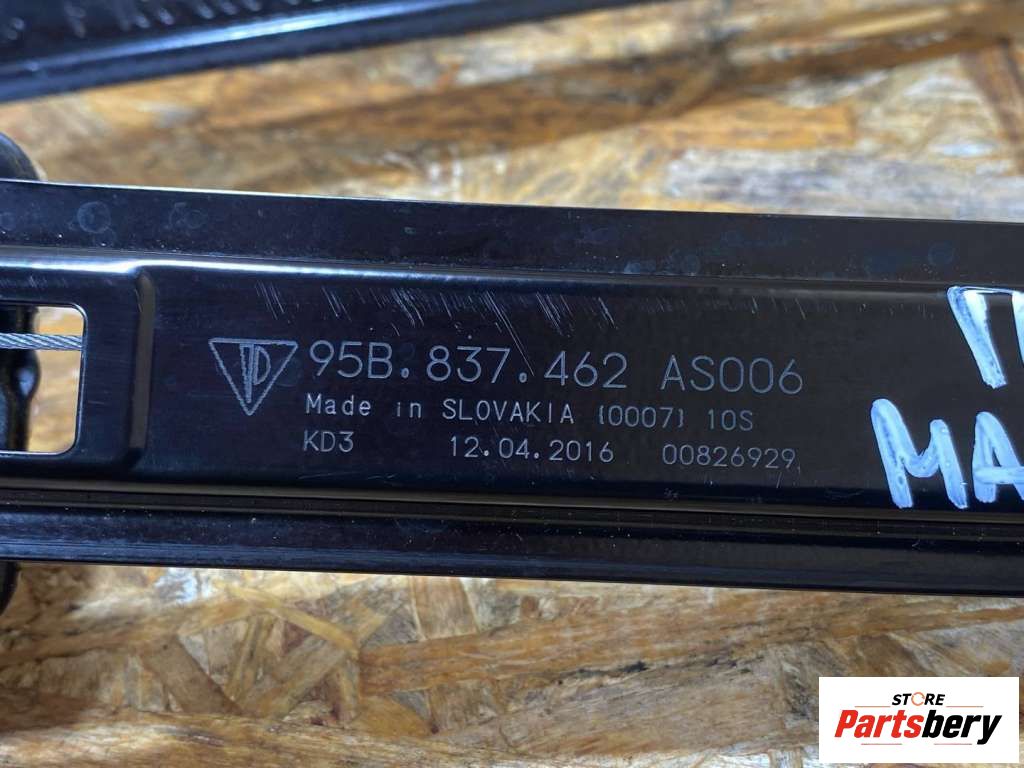 95B.837.462 AS006
Made in SLOVAKIA {0007} 10S
KD3 12.04.2016 00826929
MA
STORE
Partsbery